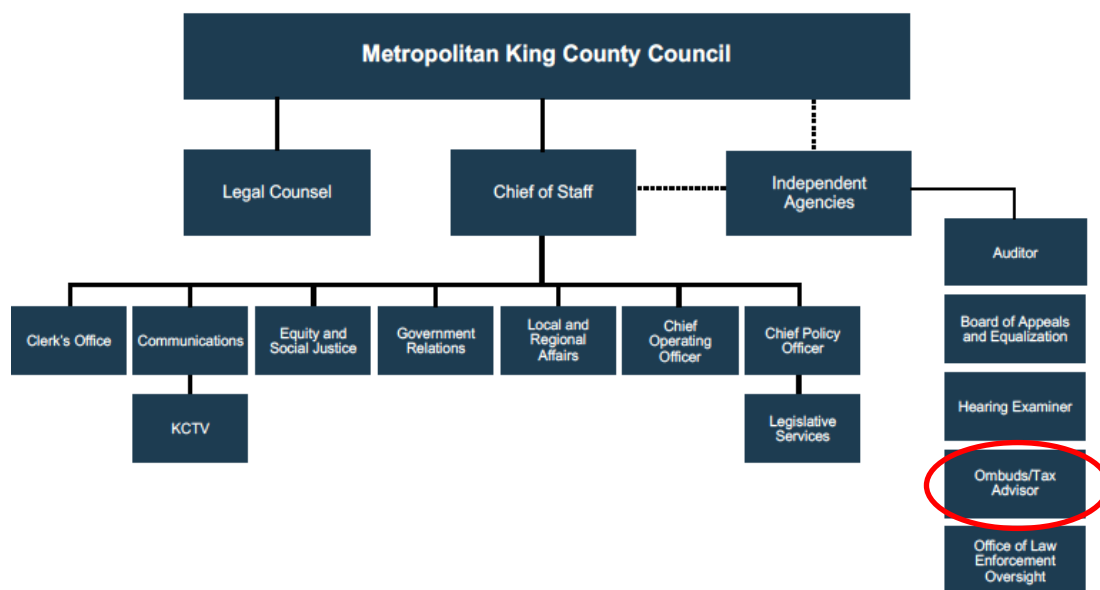 Metropolitan King County Council
Legal Counsel
Chief of Staff
Independent
Agencies
Auditor
Clerk's Office
Communications
Equity and
Social Justice
Government
Relations
Local and
Regional
Affairs
Chief
Operating
Officer
Chief Policy
Officer
Board of Appeals
and Equalization
KCTV
Legislative
Services
Hearing Examiner
Ombuds/Tax
Advisor
Office of Law
Enforcement
Oversight